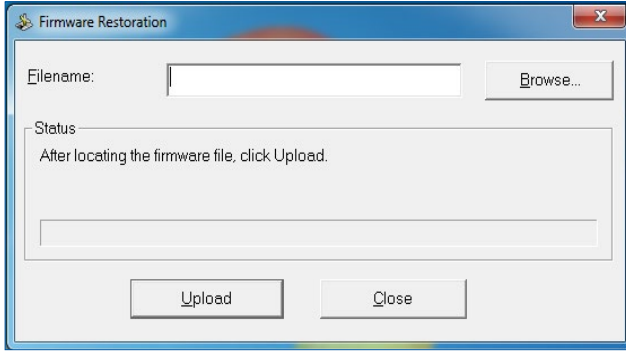 Firmware Restoration
Filename:
Browse...
Status
After locating the firmware file, click Upload.
Upload
Close